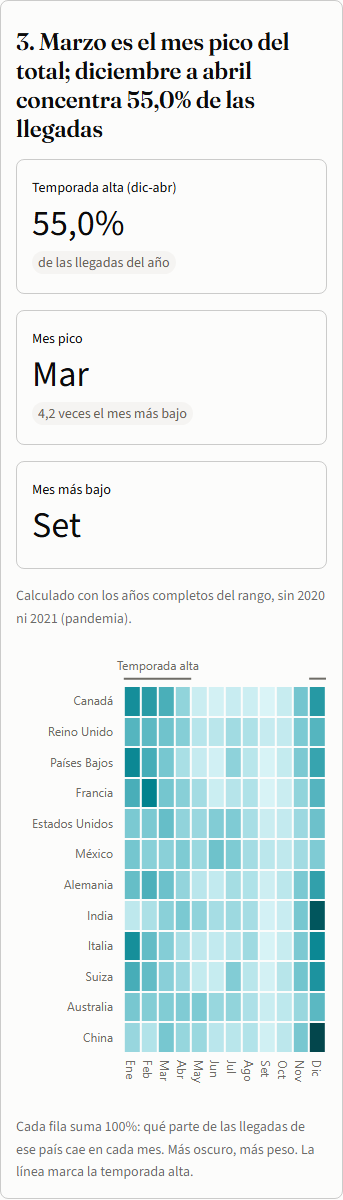 3. Marzo es el mes pico del
total; diciembre a abril
concentra 55,0% de las
llegadas
Temporada alta (dic-abr)
55,0%
de las llegadas del año
Mes pico
Mar
4,2 veces el mes más bajo
Mes más bajo
Set
Calculado con los años completos del rango, sin 2020
ni 2021 (pandemia).
Temporada alta
Canadá
Reino Unido
Países Bajos
Francia
Estados Unidos
México
Alemania
India
Italia
Suiza
Australia
China
Ene Feb Mar Abr May Jun Jul Ago Set Oct Nov Dic
Cada fila suma 100%: qué parte de las llegadas de
ese país cae en cada mes. Más oscuro, más peso. La
línea marca la temporada alta.